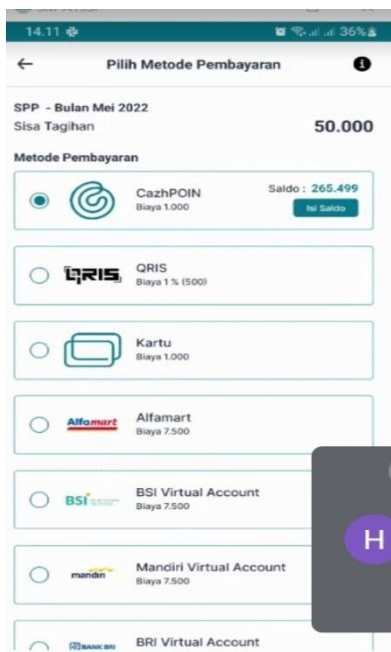 14.11
36%
Pilih Metode Pembayaran
SPP - Bulan Mei 2022
Sisa Tagihan
50.000
Metode Pembayaran
CazhPOIN
Biaya 1.000
Saldo : 265.499
Isi Saldo
QRIS
QRIS
Biaya 1 % (500)
Kartu
Biaya 1.000
Alfamart
Alfamart
Biaya 7.500
BSI
BSI Virtual Account
Biaya 7.500
H
mandiri
Mandiri Virtual Account
Biaya 7.500
BANK BRI
BRI Virtual Account